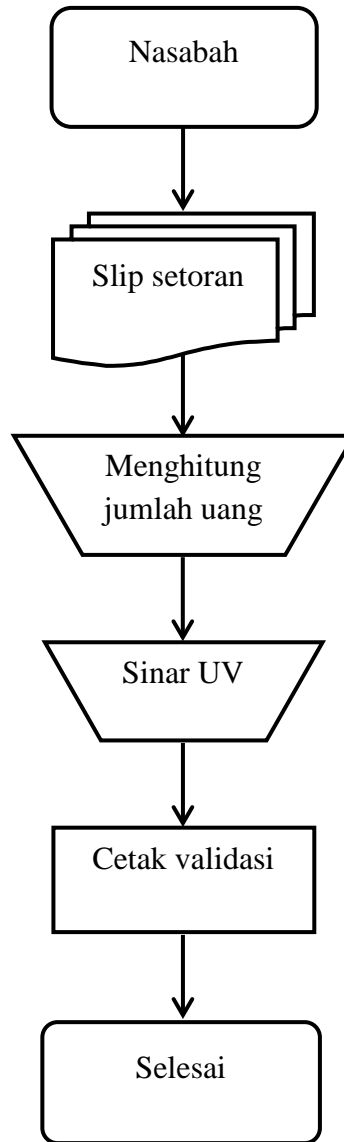 Nasabah
Slip setoran
Menghitung
jumlah uang
Sinar UV
Cetak validasi
Selesai